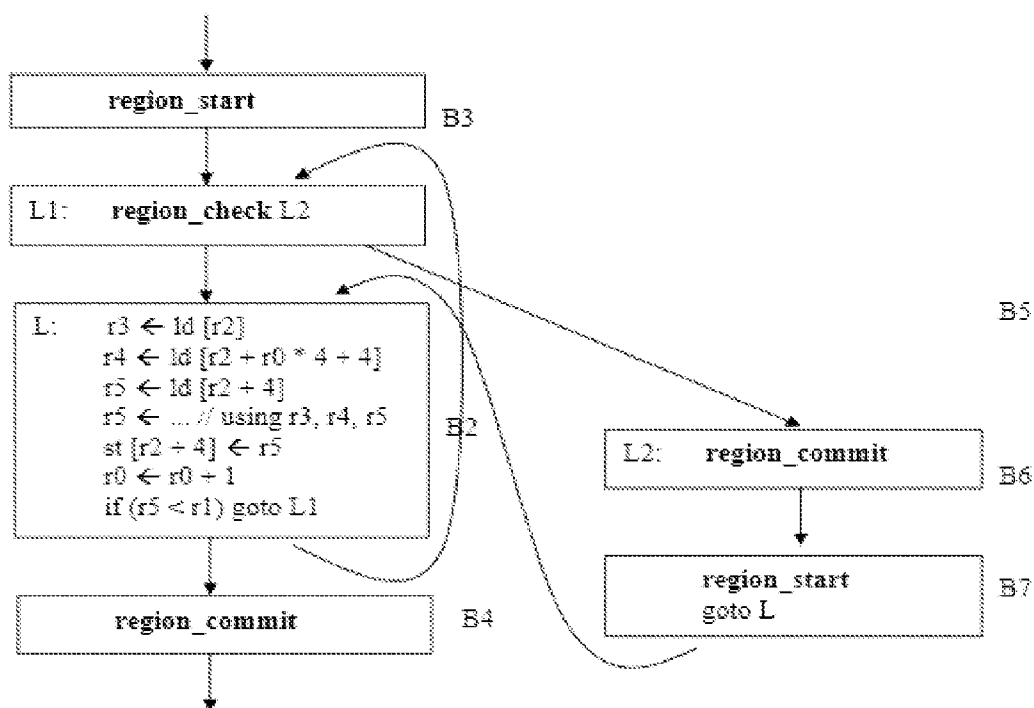 region_start
B3
L1: region_check L2
B5
L: r3 ← ld [r2]
r4 ← ld [r2 + r0 * 4 + 4]
r5 ← ld [r2 + 4]
r5 ← ... // using r3, r4, r5
st [r2 + 4] ← r5
r0 ← r0 + 1
if (r5 < r1) goto L1
B2
L2: region_commit
B6
region_start
goto L
B7
region_commit
B4